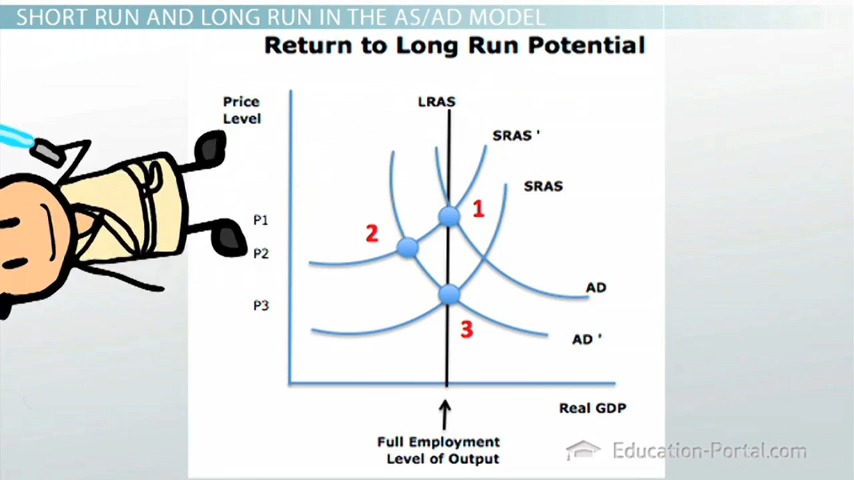 SHORT RUN AND LONG RUN IN THE AS/AD MODEL
Return to Long Run Potential
Price
Level
LRAS
SRAS '
SRAS
P1
1
2
P2
AD
P3
3
AD '
Real GDP
Full Employment
Level of Output
Education-Portal.com